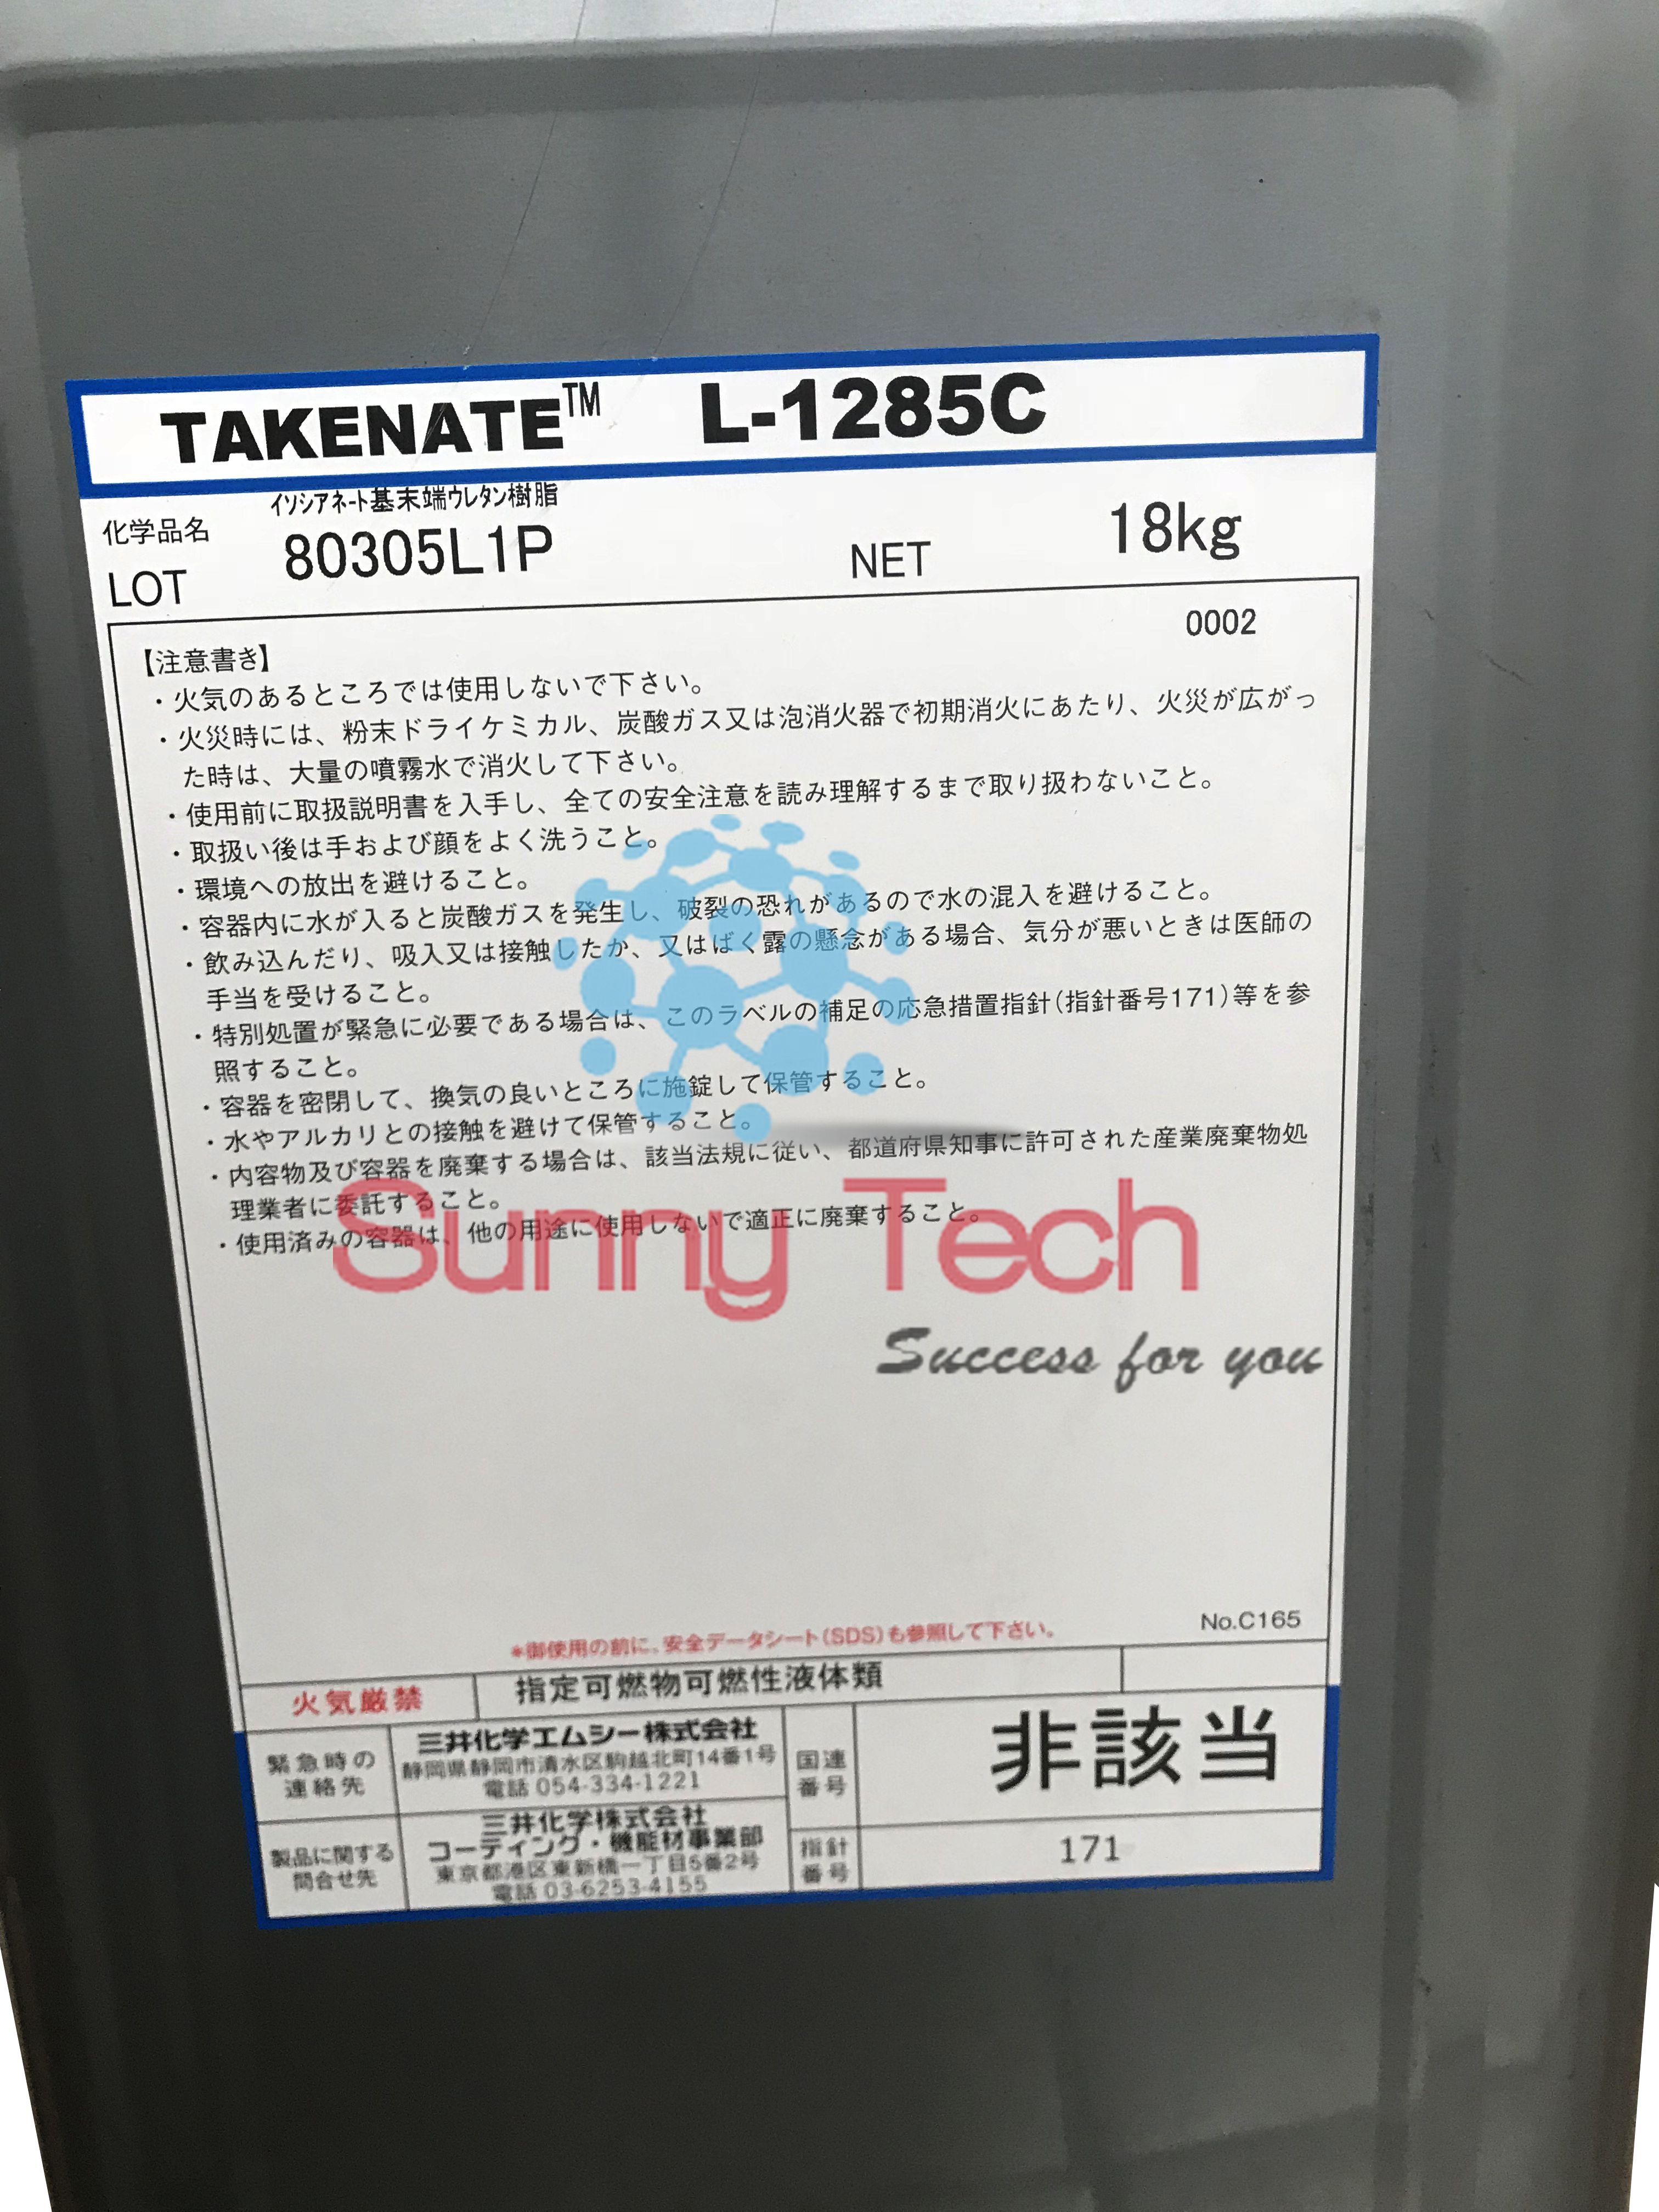 TAKENATE™ L-1285C
化学品名 イソシアネート基末端ウレタン樹脂
LOT 80305L1P NET 18kg
0002
【注意書き】
・火気のあるところでは使用しないで下さい。
・火災時には、粉末ドライケミカル、炭酸ガス又は泡消火器で初期消火にあたり、火災が広がっ
た時は、大量の噴霧水で消火して下さい。
・使用前に取扱説明書を入手し、全ての安全注意を読み理解するまで取り扱わないこと。
・取扱い後は手および顔をよく洗うこと。
・環境への放出を避けること。
・容器内に水が入ると炭酸ガスを発生し、破裂の恐れがあるので水の混入を避けること。
・飲み込んだり、吸入又は接触したか、又はばく露の懸念がある場合、気分が悪いときは医師の
手当を受けること。
・特別処置が緊急に必要である場合は、このラベルの補足の応急措置指針(指針番号171)等を参
照すること。
・容器を密閉して、換気の良いところに施錠して保管すること。
・水やアルカリとの接触を避けて保管すること。
・内容物及び容器を廃棄する場合は、該当法規に従い、都道府県知事に許可された産業廃棄物処
理業者に委託すること。
・使用済みの容器は、他の用途に使用しないで適正に廃棄すること。
Sunny Tech
Success for you
No.C165
*御使用の前に、安全データシート(SDS)も参照して下さい。
火気厳禁 指定可燃物可燃性液体類
緊急時の
連絡先
三井化学エムシー株式会社
静岡県静岡市清水区駒越北町14番1号
電話 054-334-1221
国連
番号
非該当
製品に関する
問合せ先
三井化学株式会社
コーティング・機能材事業部
東京都港区東新橋一丁目5番2号
電話 03-6253-4155
指針
番号
171